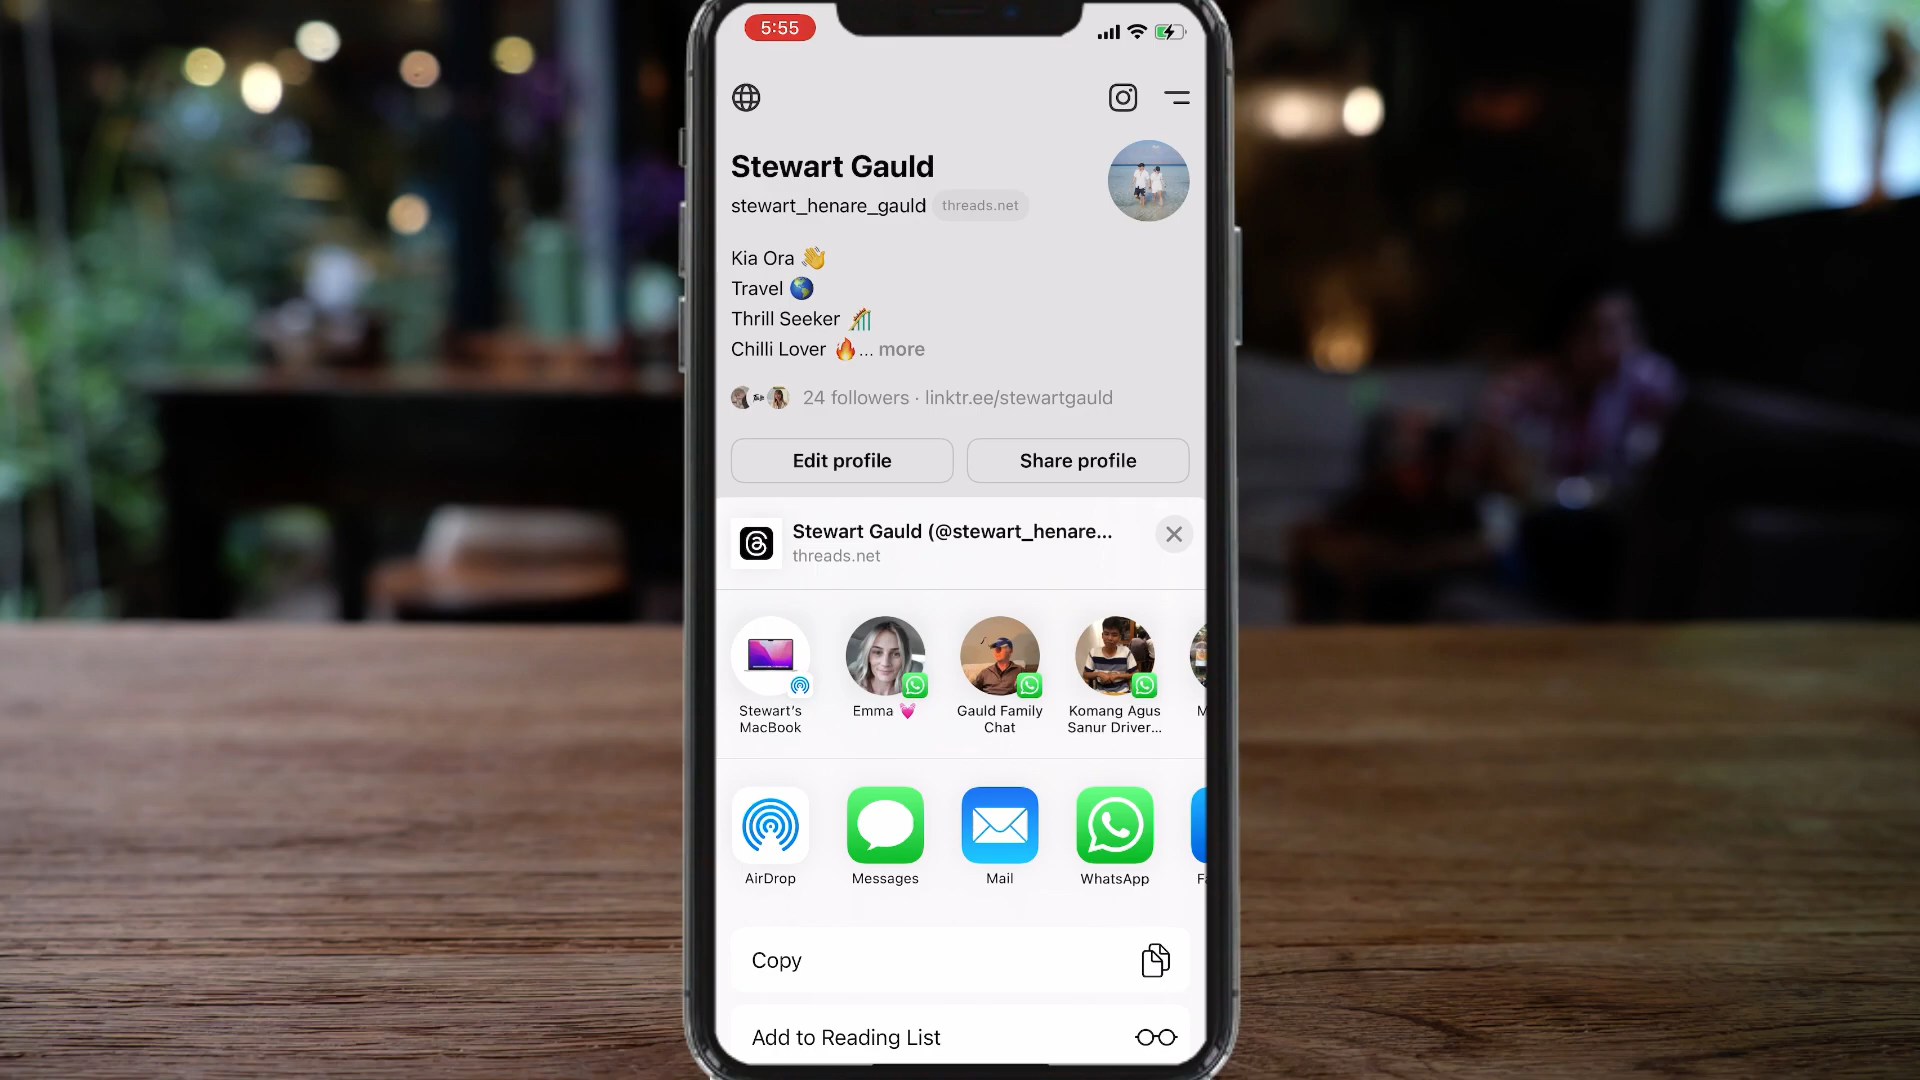 5:55
Stewart Gauld
stewart_henare_gauld threads.net
Kia Ora 👋
Travel 🌎
Thrill Seeker 🎢
Chilli Lover 🔥... more
24 followers · linktr.ee/stewartgauld
Edit profile
Share profile
Stewart Gauld (@stewart_henare...
threads.net
Stewart's
MacBook
Emma 💓
Gauld Family
Chat
Komang Agus
Sanur Driver...
AirDrop
Messages
Mail
WhatsApp
Copy
Add to Reading List